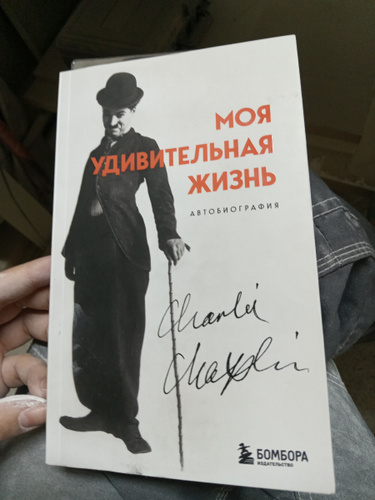 МОЯ
УДИВИТЕЛЬНАЯ
ЖИЗНЬ
АВТОБИОГРАФИЯ
Charlie
Chaplin
БОМБОРА
ИЗДАТЕЛЬСТВО